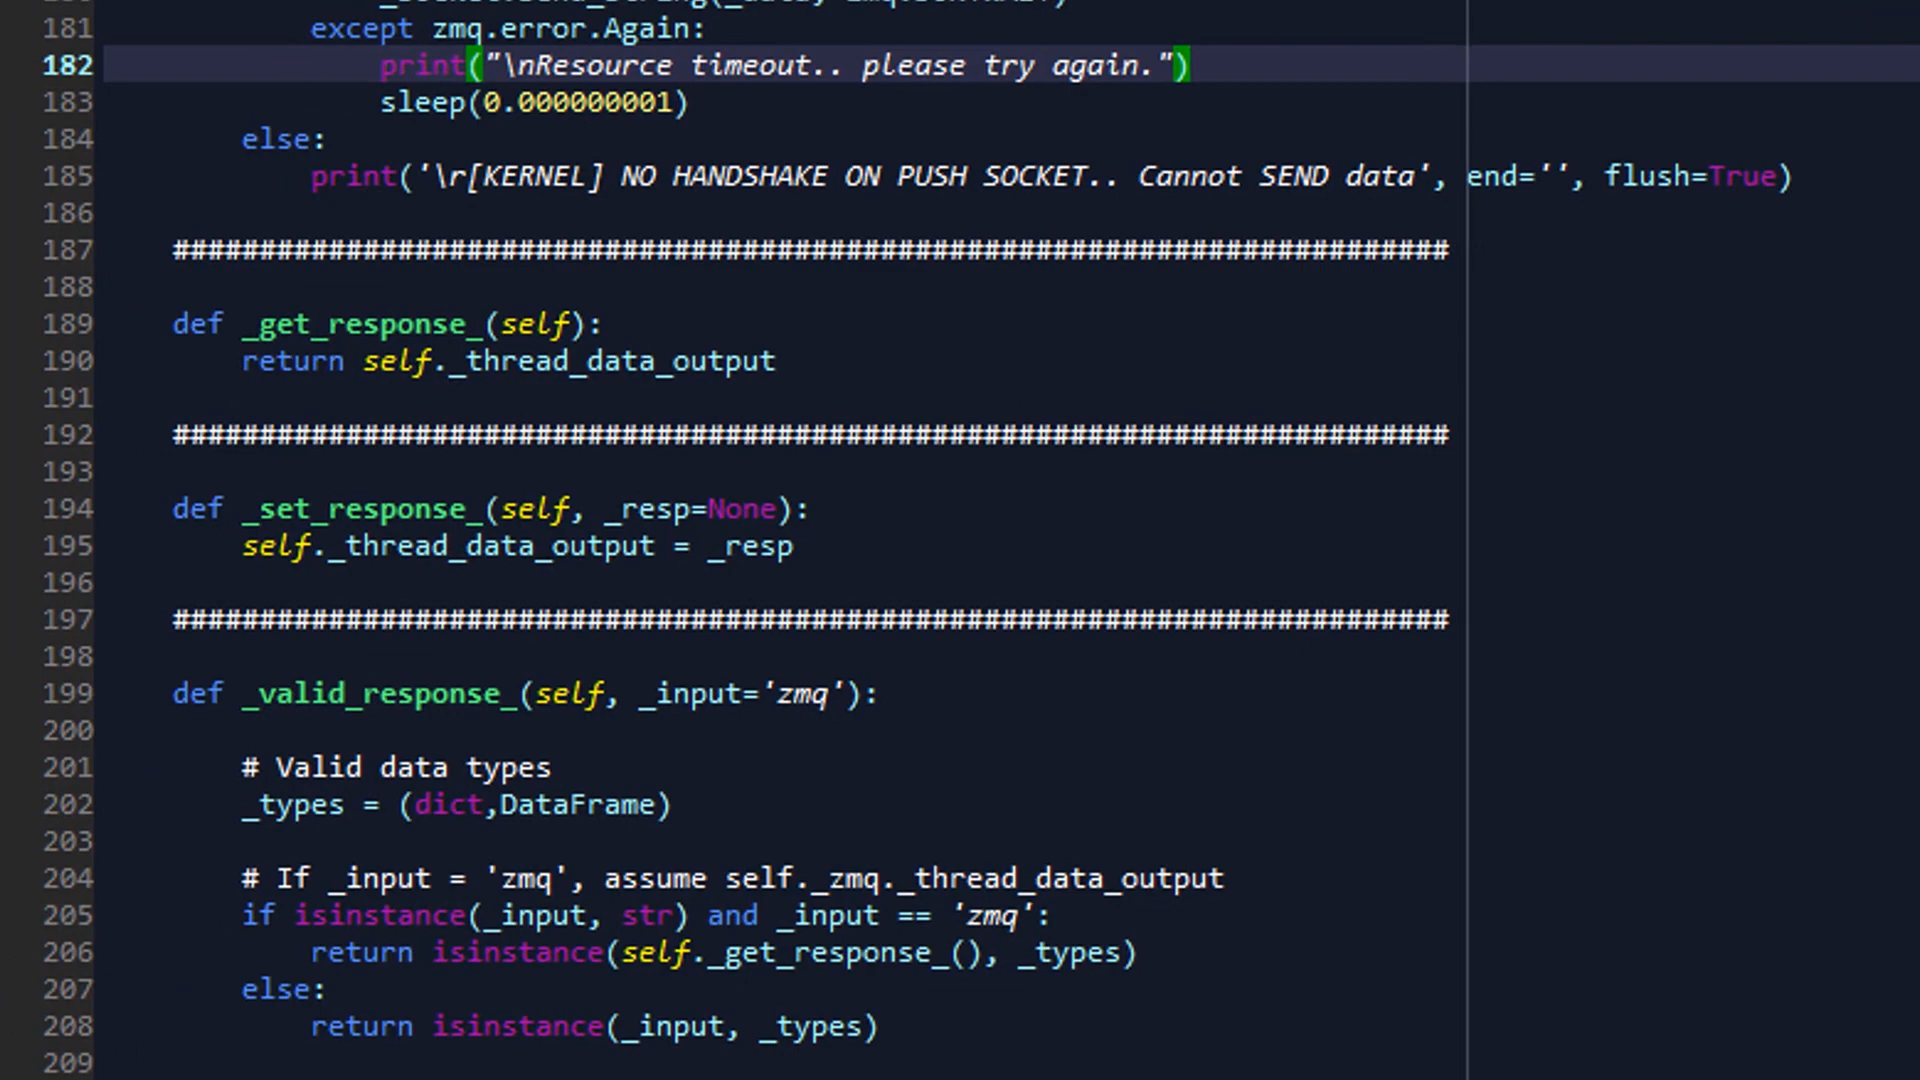 181 except zmq.error.Again:
182 print("\nResource timeout.. please try again.")
183 sleep(0.000000001)
184 else:
185 print('\r[KERNEL] NO HANDSHAKE ON PUSH SOCKET.. Cannot SEND data', end='', flush=True)
186
187 ##########################################################################
188
189 def _get_response_(self):
190 return self._thread_data_output
191
192 ##########################################################################
193
194 def _set_response_(self, _resp=None):
195 self._thread_data_output = _resp
196
197 ##########################################################################
198
199 def _valid_response_(self, _input='zmq'):
200
201 # Valid data types
202 _types = (dict,DataFrame)
203
204 # If _input = 'zmq', assume self._zmq._thread_data_output
205 if isinstance(_input, str) and _input == 'zmq':
206 return isinstance(self._get_response_(), _types)
207 else:
208 return isinstance(_input, _types)
209